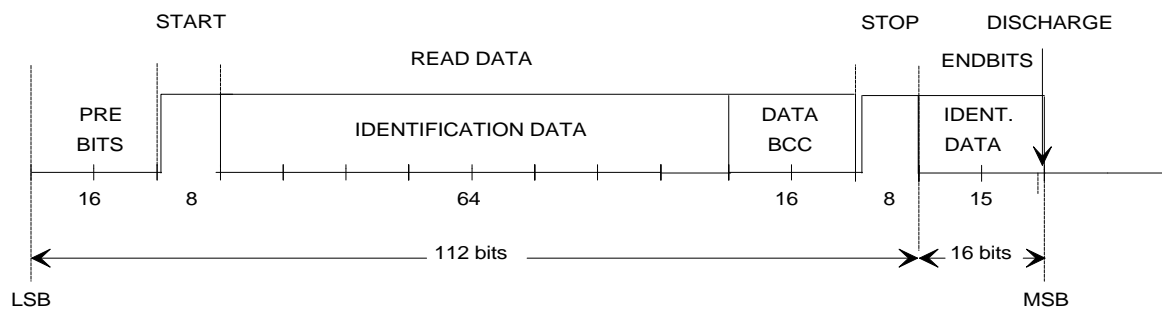 START STOP DISCHARGE
READ DATA ENDBITS
PRE BITS
IDENTIFICATION DATA
DATA BCC
IDENT. DATA
16 8 64 16 8 15
112 bits 16 bits
LSB MSB